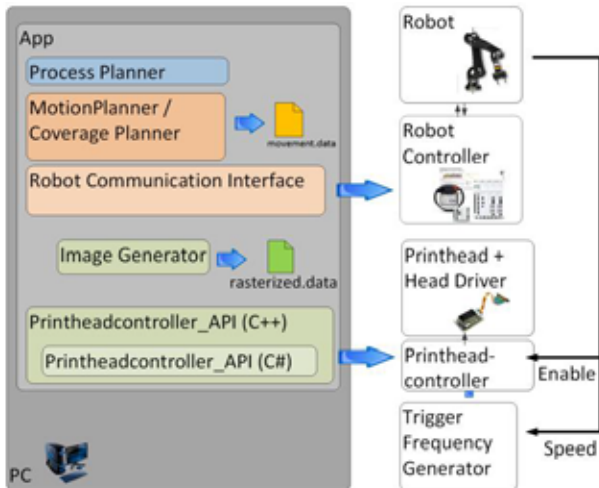 App
Process Planner
MotionPlanner /
Coverage Planner
movement.data
Robot Communication Interface
Image Generator
rasterized.data
Printheadcontroller_API (C++)
Printheadcontroller_API (C#)
PC
Robot
Robot
Controller
Printhead +
Head Driver
Printhead-
controller
Enable
Trigger
Frequency
Generator
Speed